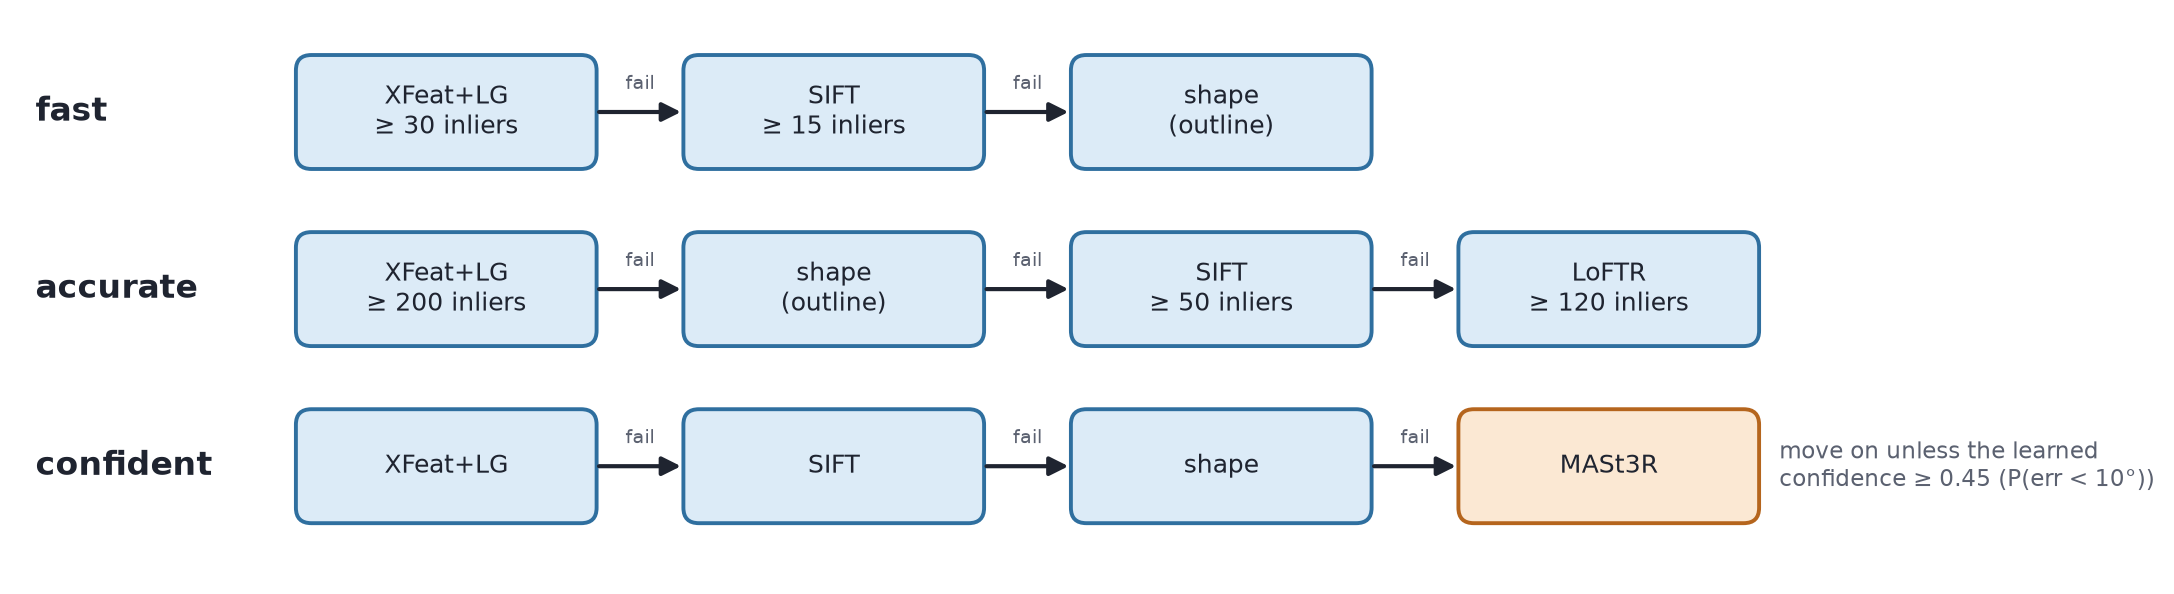 fast
XFeat+LG
≥ 30 inliers
fail
SIFT
≥ 15 inliers
fail
shape
(outline)
accurate
XFeat+LG
≥ 200 inliers
fail
shape
(outline)
fail
SIFT
≥ 50 inliers
fail
LoFTR
≥ 120 inliers
confident
XFeat+LG
fail
SIFT
fail
shape
fail
MASt3R
move on unless the learned
confidence ≥ 0.45 (P(err < 10°))